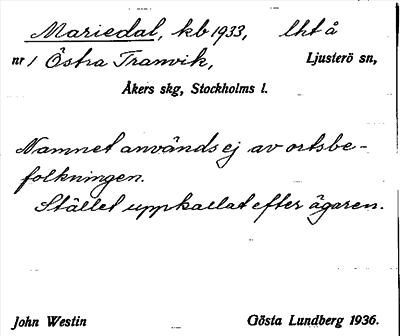 Mariedal, kb 1933, lht å
nr 1 Östra Tranvik, Ljusterö sn,
Åkers skg, Stockholms l.
Namnet användes ej av ortsbe-
folkningen.
Stället uppkallat efter ägaren.
John Westin Gösta Lundberg 1936.